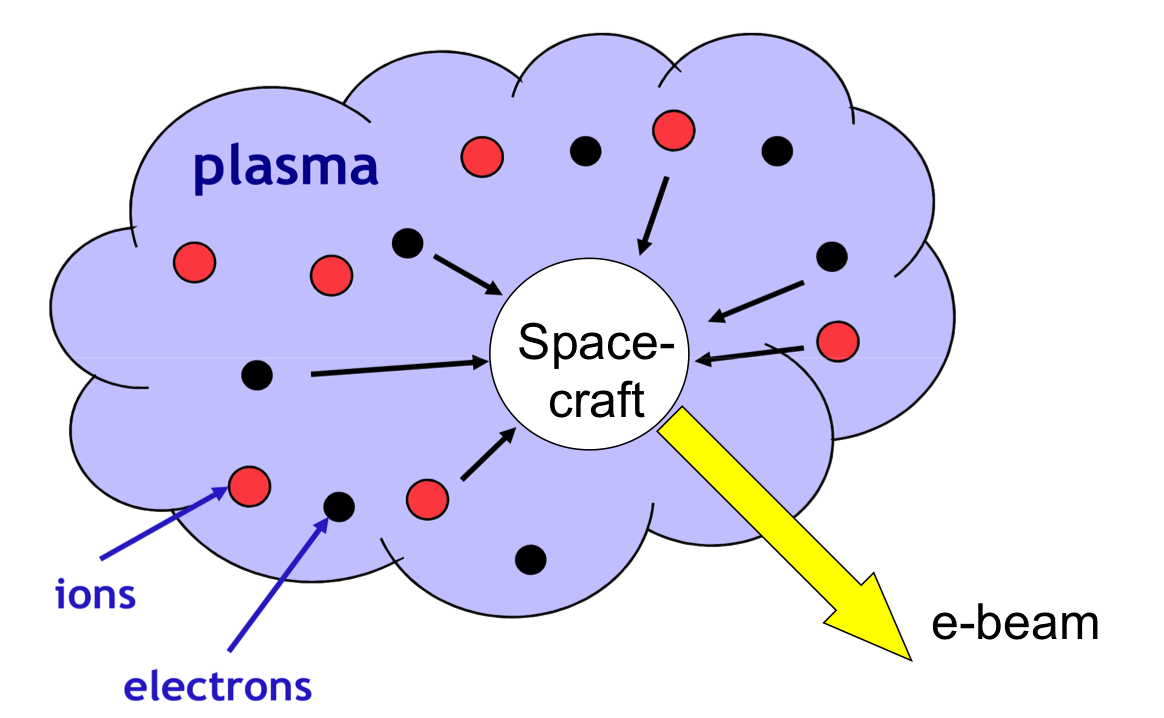 plasma
Space-
craft
ions
e-beam
electrons